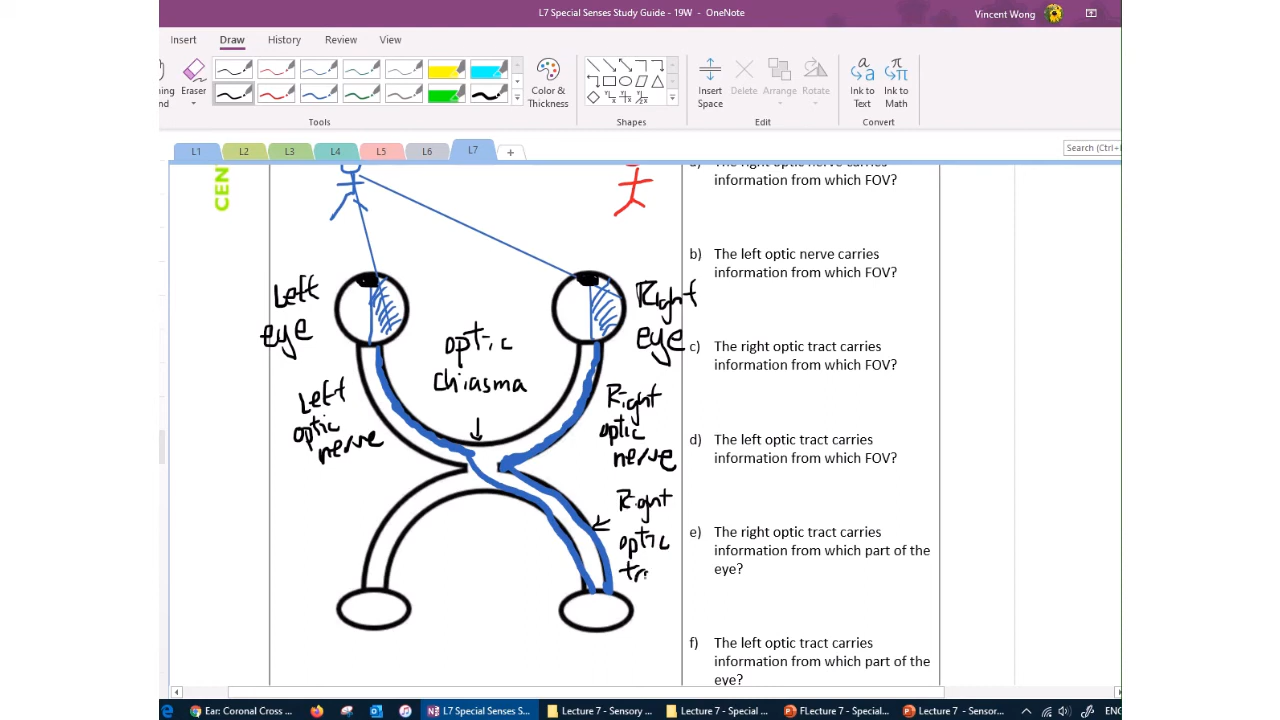 L7 Special Senses Study Guide - 19W - OneNote
Vincent Wong
Insert
Draw
History
Review
View
Eraser
Color &
Thickness
Insert
Space
Delete
Arrange
Rotate
Ink to
Text
Ink to
Math
Tools
Shapes
Edit
Convert
L1
L2
L3
L4
L5
L6
L7
Search (Ctrl+
CEN
Left
eye
Right
eye
optic
chiasma
Left
optic
nerve
Right
optic
nerve
Right
optic
information from which FOV?
b) The left optic nerve carries
information from which FOV?
c) The right optic tract carries
information from which FOV?
d) The left optic tract carries
information from which FOV?
e) The right optic tract carries
information from which part of the
eye?
f) The left optic tract carries
information from which part of the
eye?
Ear: Coronal Cross ...
L7 Special Senses S...
Lecture 7 - Sensory ...
Lecture 7 - Special ...
FLecture 7 - Special...
Lecture 7 - Sensor...
ENG